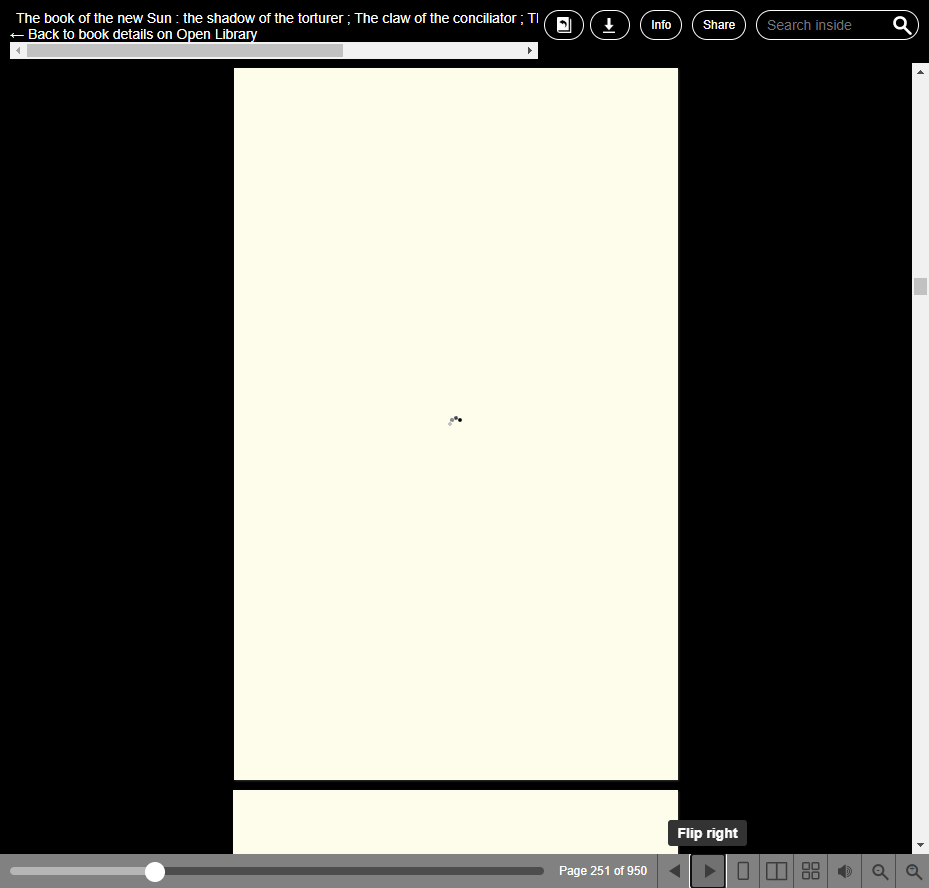 The book of the new Sun : the shadow of the torturer ; The claw of the conciliator ; Tl
← Back to book details on Open Library
Info
Share
Search inside
Flip right
Page 251 of 950